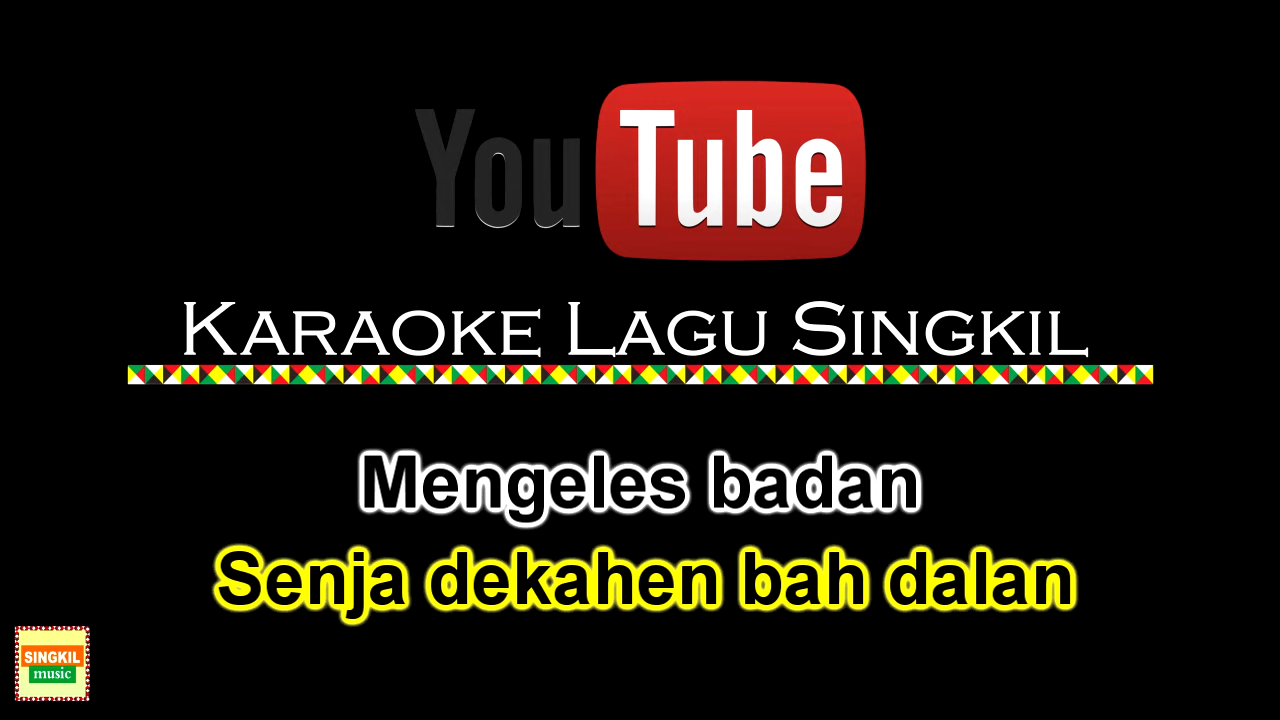 YouTube
KARAOKE LAGU SINGKIL
Mengeles badan
Senja dekahen bah dalan
SINGKIL
music